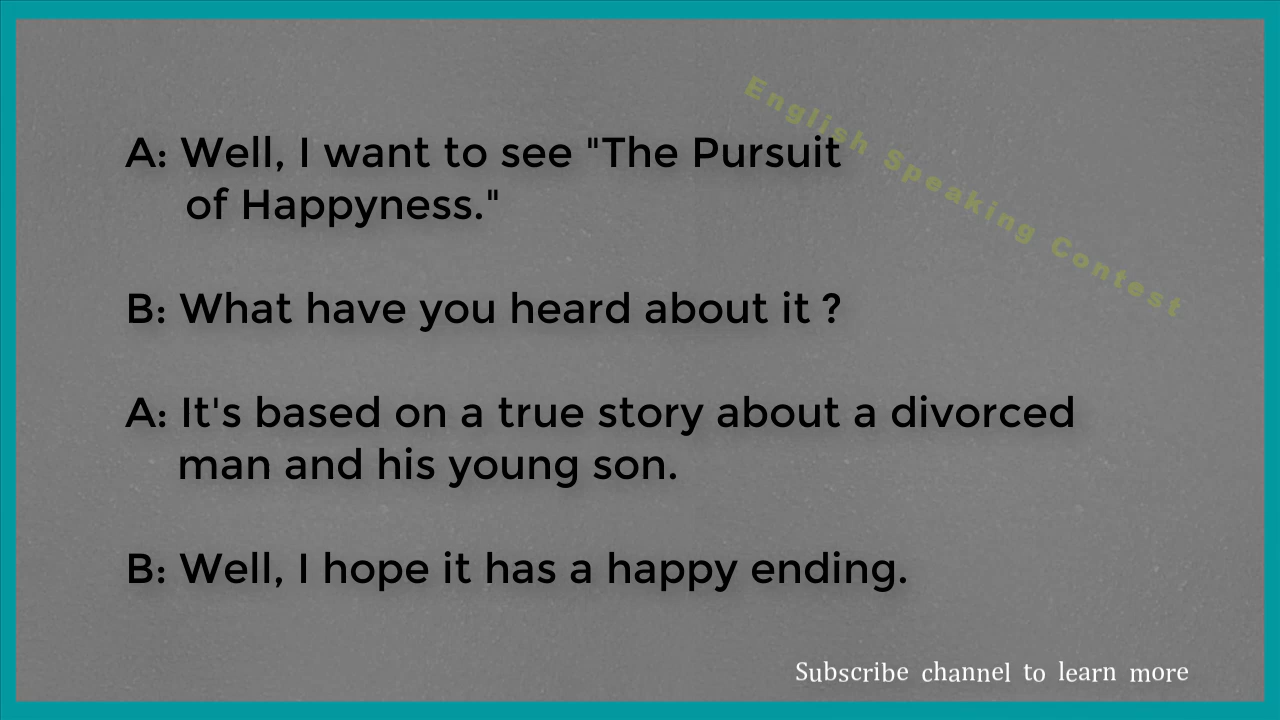 English Speaking Contest
A: Well, I want to see "The Pursuit
of Happyness."
B: What have you heard about it ?
A: It's based on a true story about a divorced
man and his young son.
B: Well, I hope it has a happy ending.
Subscribe channel to learn more